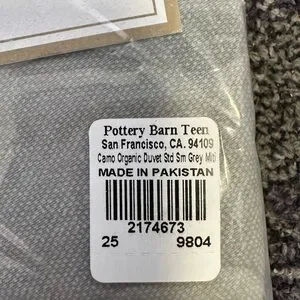 Pottery Barn Teen
San Francisco, CA. 94109
Camo Organic Duvet Std Sm Grey Mlti
MADE IN PAKISTAN
2174673
25 9804